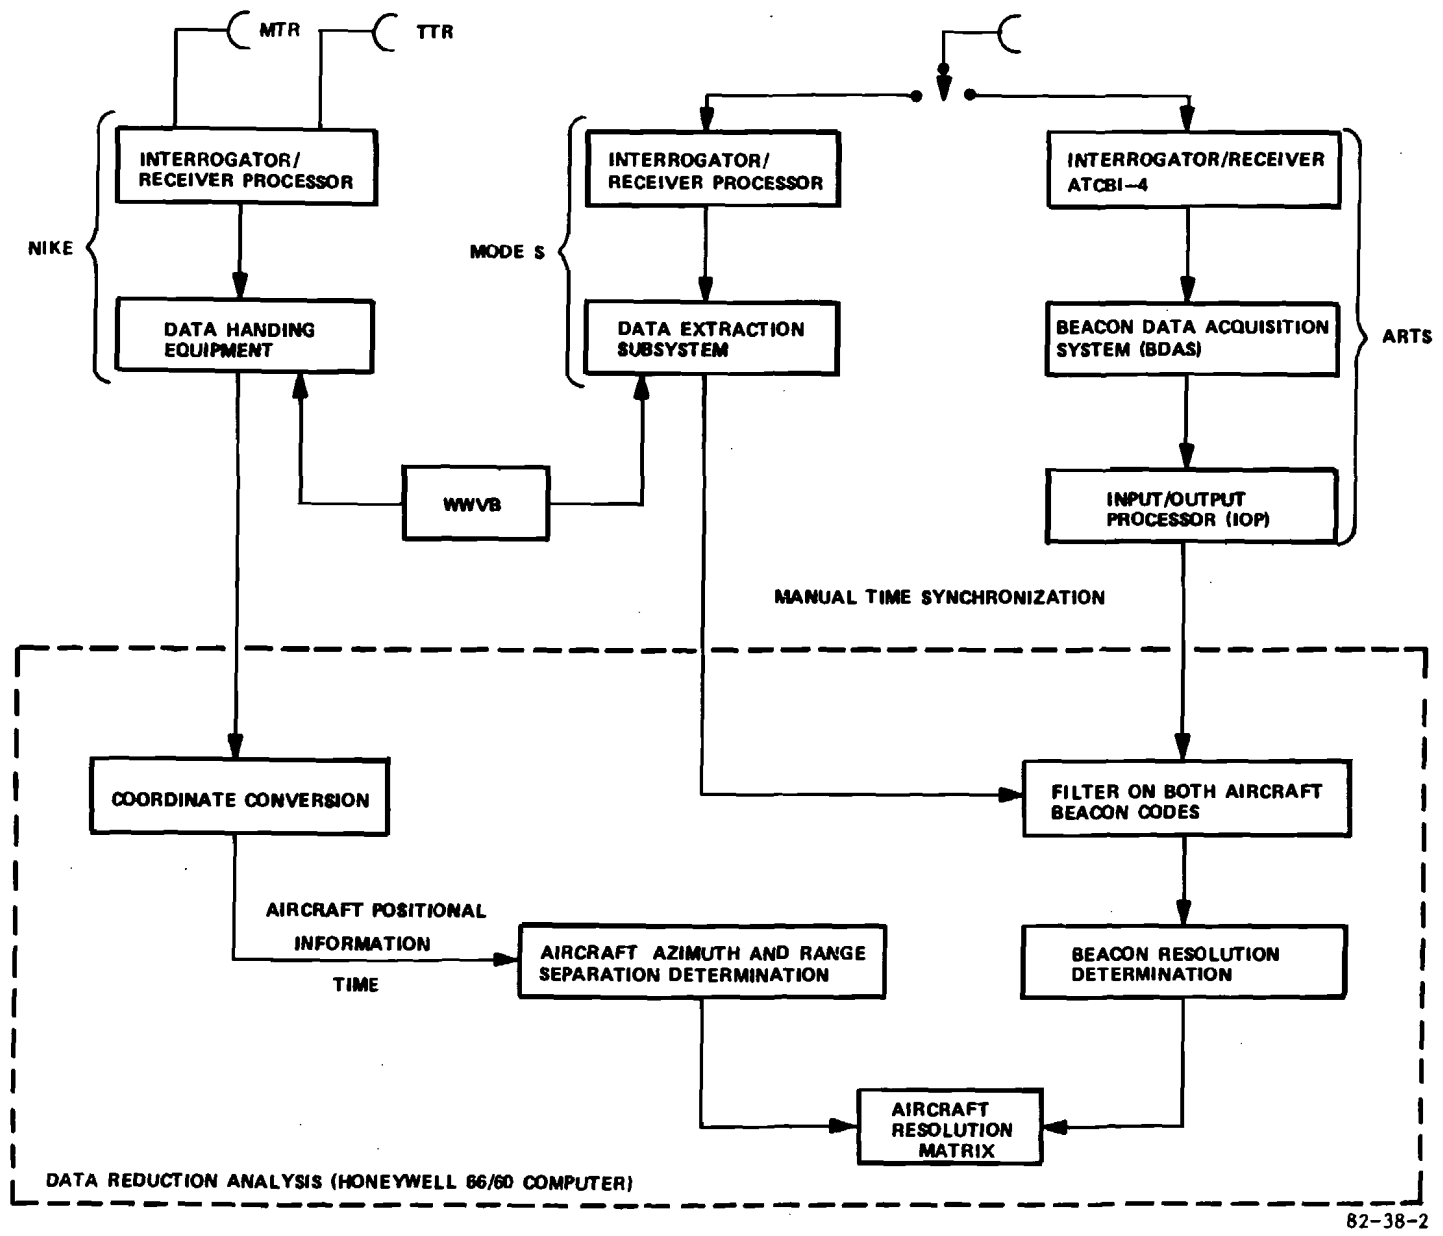 MTR
TTR
INTERROGATOR/
RECEIVER PROCESSOR
INTERROGATOR/
RECEIVER PROCESSOR
INTERROGATOR/RECEIVER
ATCBI-4
NIKE
MODE S
ARTS
DATA HANDING
EQUIPMENT
DATA EXTRACTION
SUBSYSTEM
BEACON DATA ACQUISITION
SYSTEM (BDAS)
WWVB
INPUT/OUTPUT
PROCESSOR (IOP)
MANUAL TIME SYNCHRONIZATION
COORDINATE CONVERSION
FILTER ON BOTH AIRCRAFT
BEACON CODES
AIRCRAFT POSITIONAL
INFORMATION
TIME
AIRCRAFT AZIMUTH AND RANGE
SEPARATION DETERMINATION
BEACON RESOLUTION
DETERMINATION
AIRCRAFT
RESOLUTION
MATRIX
DATA REDUCTION ANALYSIS (HONEYWELL 66/60 COMPUTER)
82-38-2